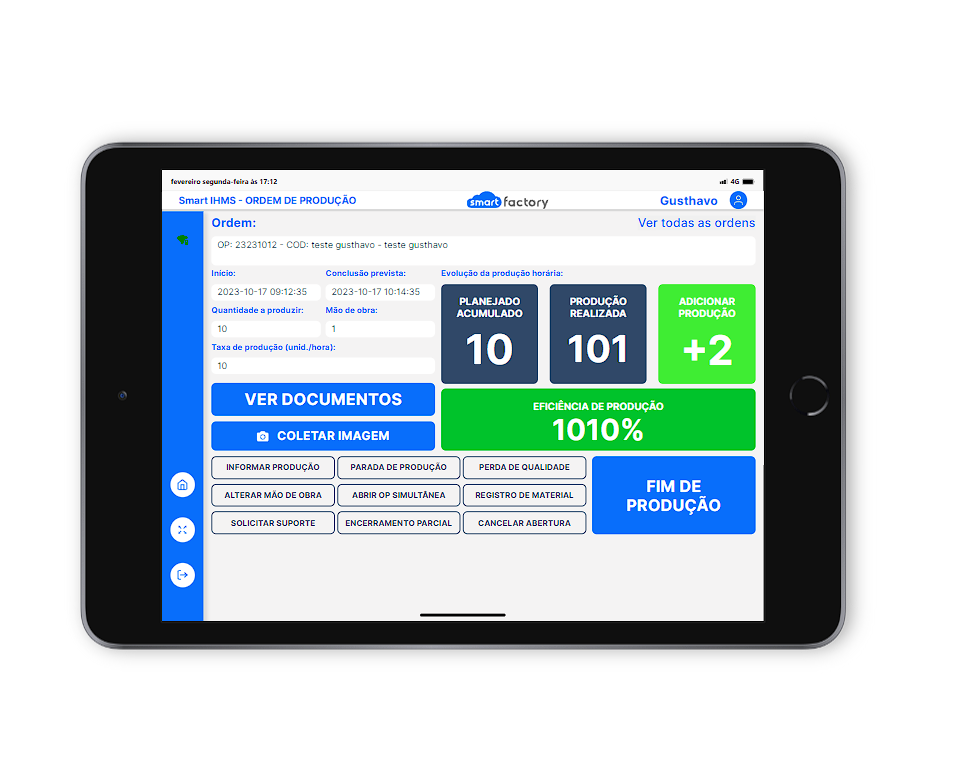 fevereiro segunda-feira às 17:12
4G
Smart IHMS - ORDEM DE PRODUÇÃO
smart factory
Gusthavo
Ordem:
Ver todas as ordens
OP: 23231012 - COD: teste gusthavo - teste gusthavo
Início:
Conclusão prevista:
Evolução da produção horária:
2023-10-17 09:12:35
2023-10-17 10:14:35
Quantidade a produzir:
Mão de obra:
10
1
Taxa de produção (unid./hora):
10
PLANEJADO
ACUMULADO
10
PRODUÇÃO
REALIZADA
101
ADICIONAR
PRODUÇÃO
+2
VER DOCUMENTOS
COLETAR IMAGEM
EFICIÊNCIA DE PRODUÇÃO
1010%
INFORMAR PRODUÇÃO
PARADA DE PRODUÇÃO
PERDA DE QUALIDADE
ALTERAR MÃO DE OBRA
ABRIR OP SIMULTÂNEA
REGISTRO DE MATERIAL
SOLICITAR SUPORTE
ENCERRAMENTO PARCIAL
CANCELAR ABERTURA
FIM DE
PRODUÇÃO